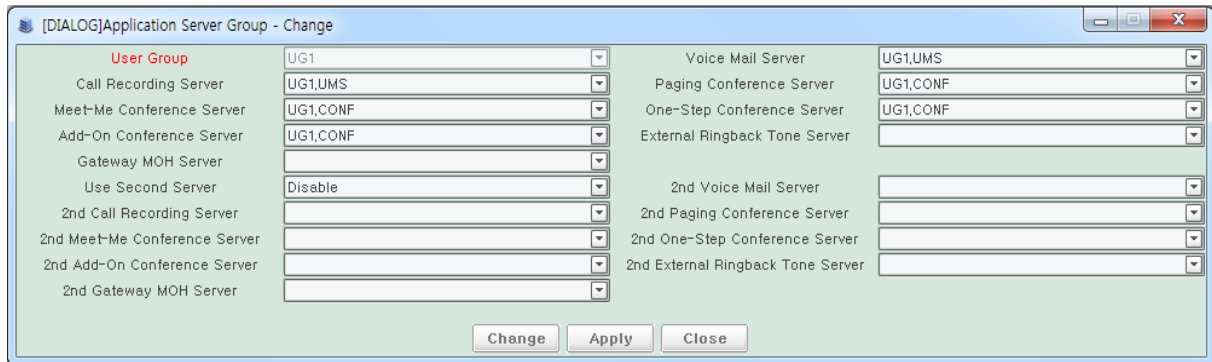 [DIALOG]Application Server Group - Change
User Group UG1 Voice Mail Server UG1,UMS
Call Recording Server UG1,UMS Paging Conference Server UG1,CONF
Meet-Me Conference Server UG1,CONF One-Step Conference Server UG1,CONF
Add-On Conference Server UG1,CONF External Ringback Tone Server
Gateway MOH Server
Use Second Server Disable 2nd Voice Mail Server
2nd Call Recording Server 2nd Paging Conference Server
2nd Meet-Me Conference Server 2nd One-Step Conference Server
2nd Add-On Conference Server 2nd External Ringback Tone Server
2nd Gateway MOH Server
Change Apply Close